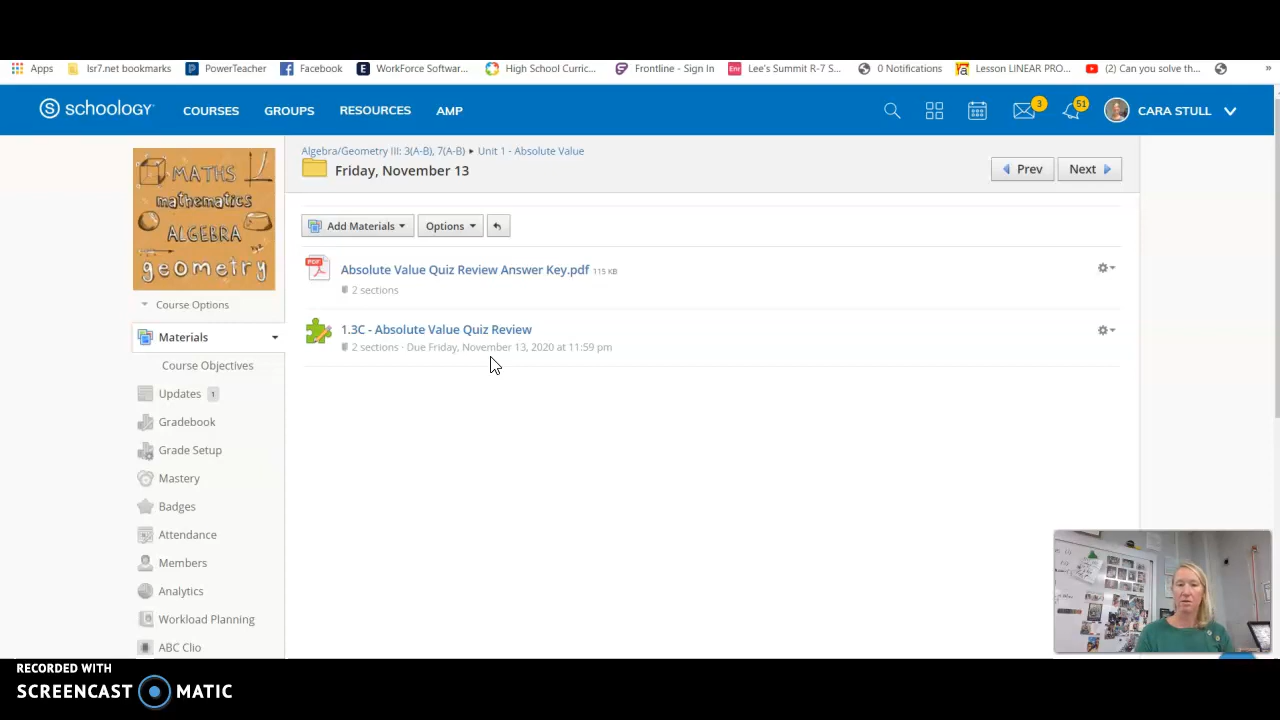 Apps
lsr7.net bookmarks
PowerTeacher
Facebook
WorkForce Softwar...
High School Curric...
Frontline - Sign In
Lee's Summit R-7 S...
0 Notifications
Lesson LINEAR PRO...
(2) Can you solve th...
»
schoology
COURSES
GROUPS
RESOURCES
AMP
3
51
CARA STULL
MATHS
mathematics
ALGEBRA
geometry
Algebra/Geometry III: 3(A-B), 7(A-B) ▸ Unit 1 - Absolute Value
Friday, November 13
Prev
Next
Add Materials
Options
Absolute Value Quiz Review Answer Key.pdf 115 KB
2 sections
1.3C - Absolute Value Quiz Review
2 sections · Due Friday, November 13, 2020 at 11:59 pm
Course Options
Materials
Course Objectives
Updates 1
Gradebook
Grade Setup
Mastery
Badges
Attendance
Members
Analytics
Workload Planning
ABC Clio
RECORDED WITH
SCREENCAST MATIC